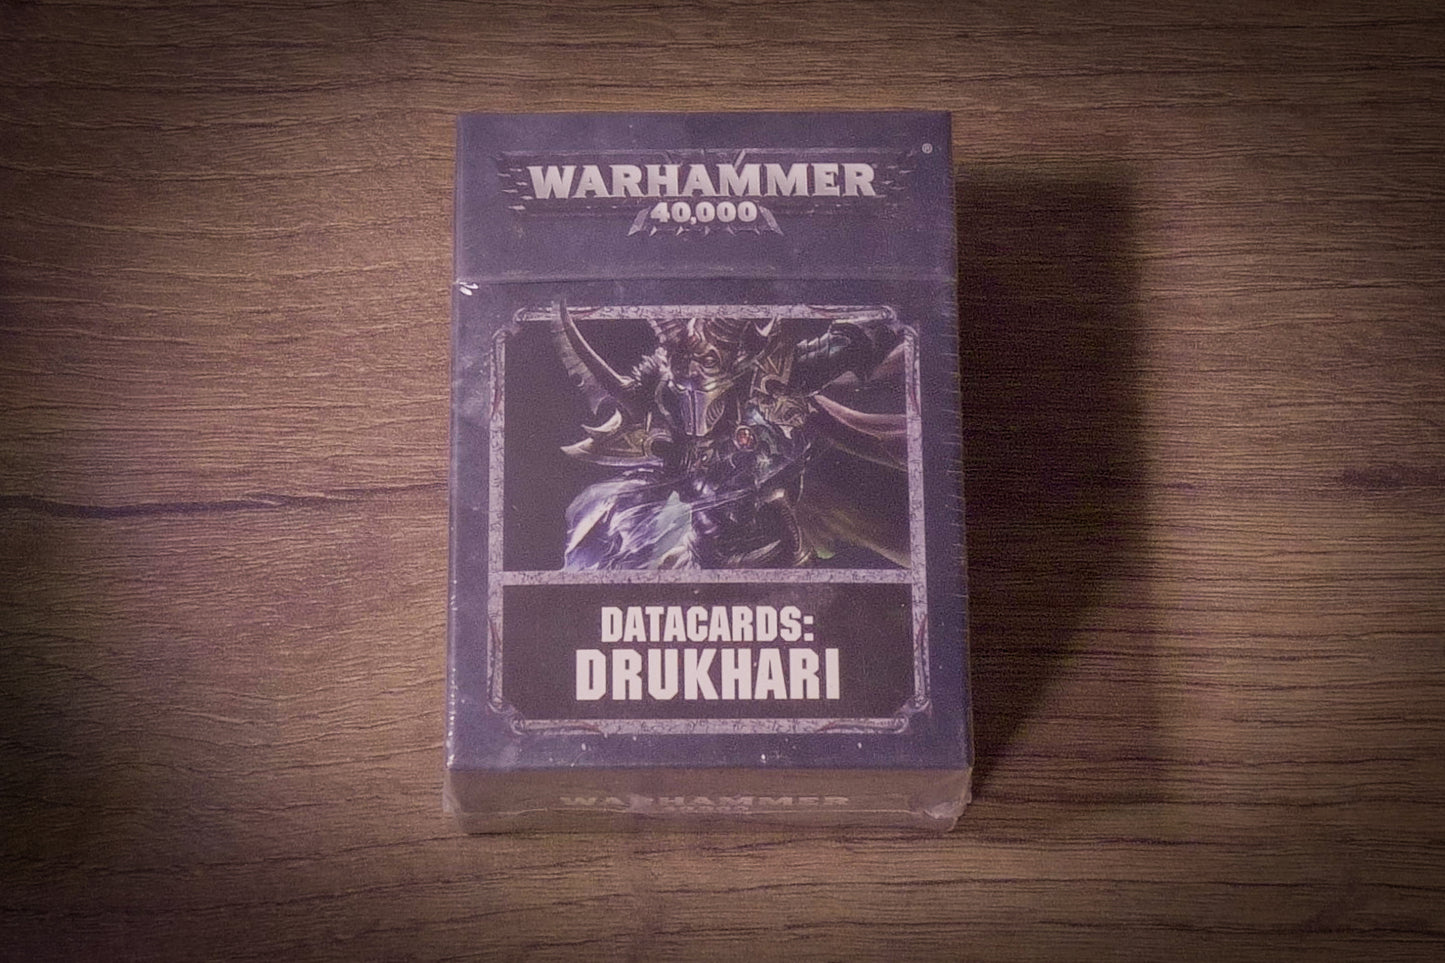 WARHAMMER
®
40,000
DATACARDS:
DRUKHARI
WARHAMMER